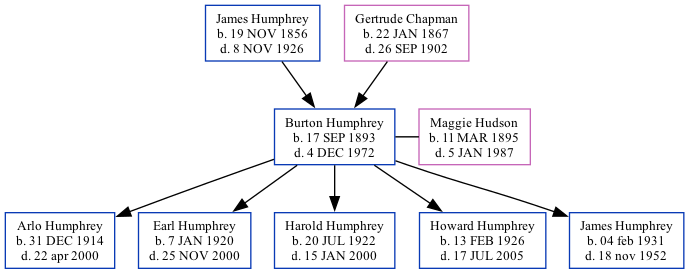 James Humphrey
b. 19 NOV 1856
d. 8 NOV 1926
Gertrude Chapman
b. 22 JAN 1867
d. 26 SEP 1902
Burton Humphrey
b. 17 SEP 1893
d. 4 DEC 1972
Maggie Hudson
b. 11 MAR 1895
d. 5 JAN 1987
Arlo Humphrey
b. 31 DEC 1914
d. 22 apr 2000
Earl Humphrey
b. 7 JAN 1920
d. 25 NOV 2000
Harold Humphrey
b. 20 JUL 1922
d. 15 JAN 2000
Howard Humphrey
b. 13 FEB 1926
d. 17 JUL 2005
James Humphrey
b. 04 feb 1931
d. 18 nov 1952